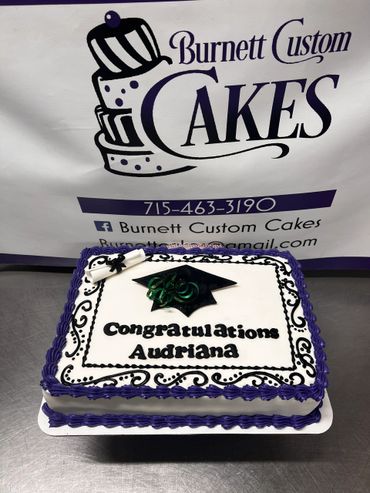 Burnett Custom
CAKES
715-463-3190
Burnett Custom Cakes
Congratulations
Audriana